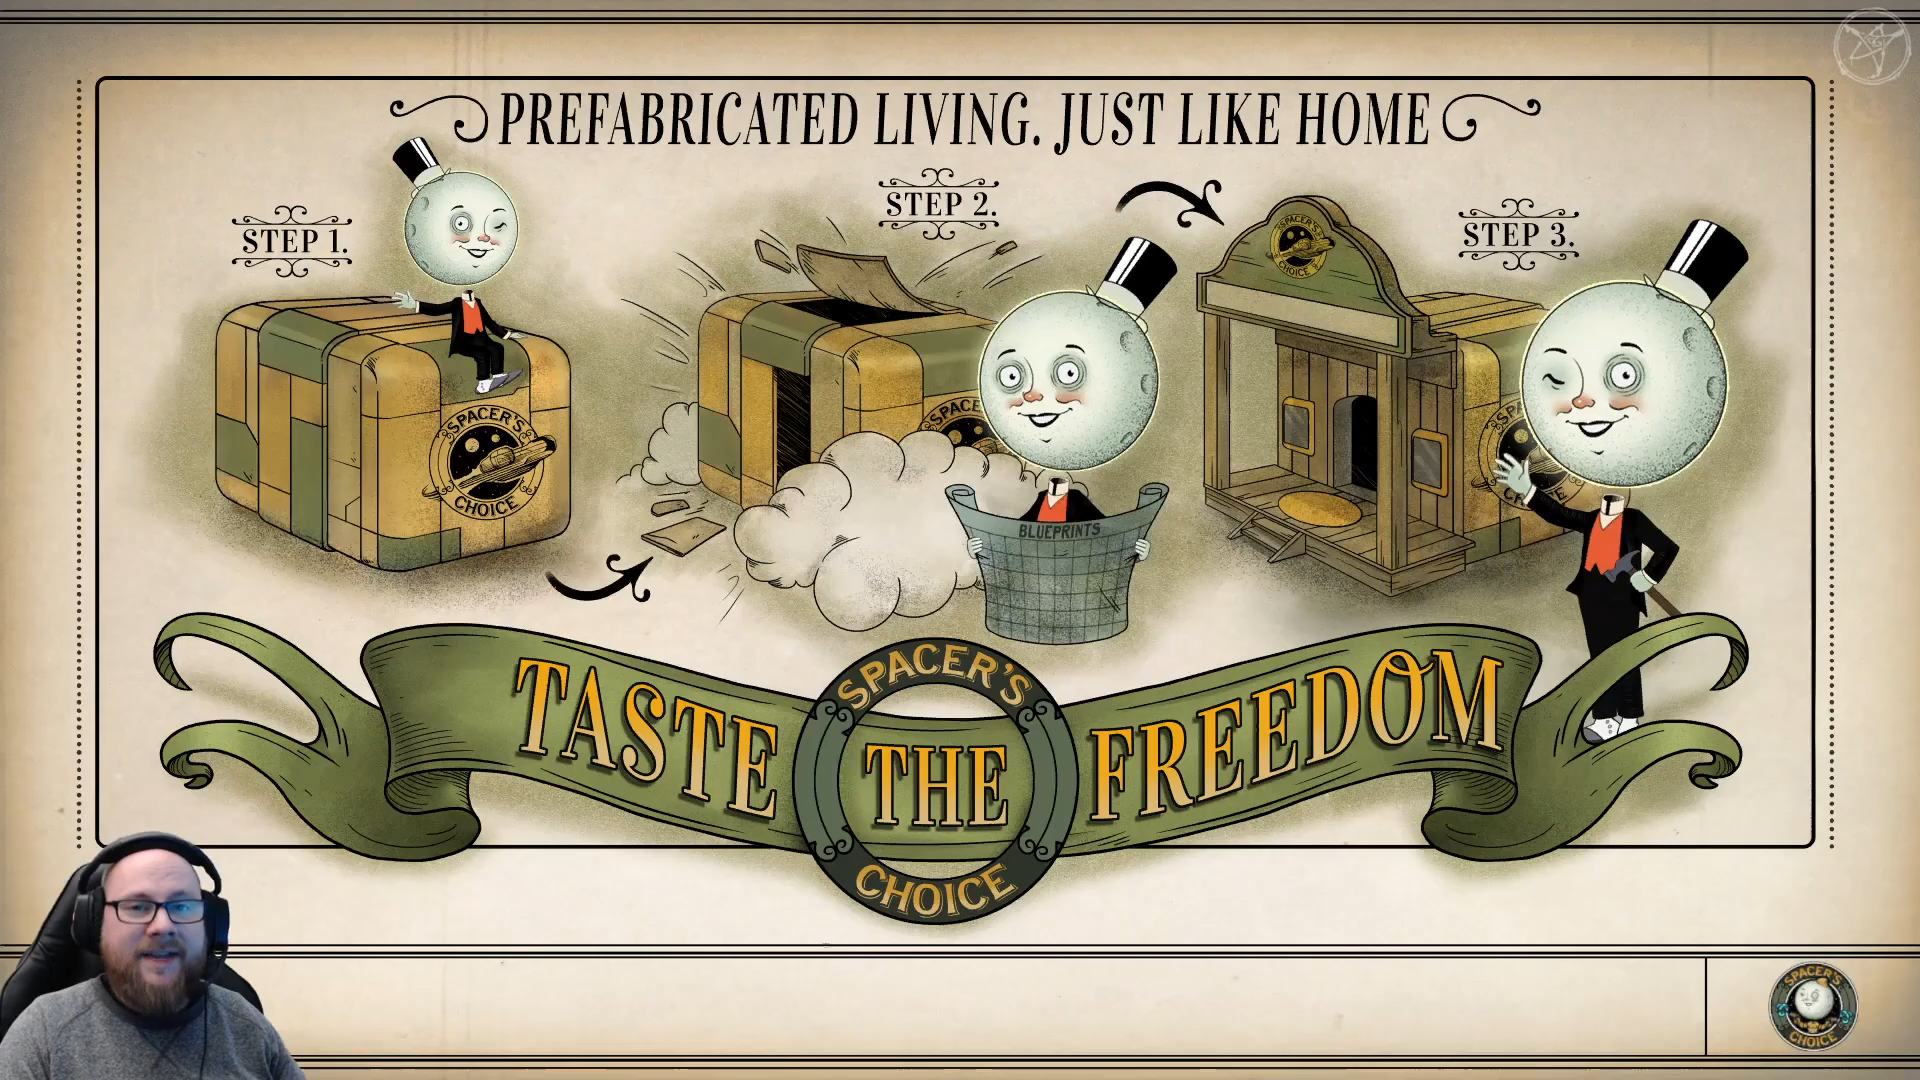 PREFABRICATED LIVING. JUST LIKE HOME
STEP 1.
STEP 2.
STEP 3.
SPACER'S
CHOICE
SPACER'S
CHOICE
BLUEPRINTS
TASTE THE FREEDOM
SPACER'S
CHOICE
SPACER'S
CHOICE